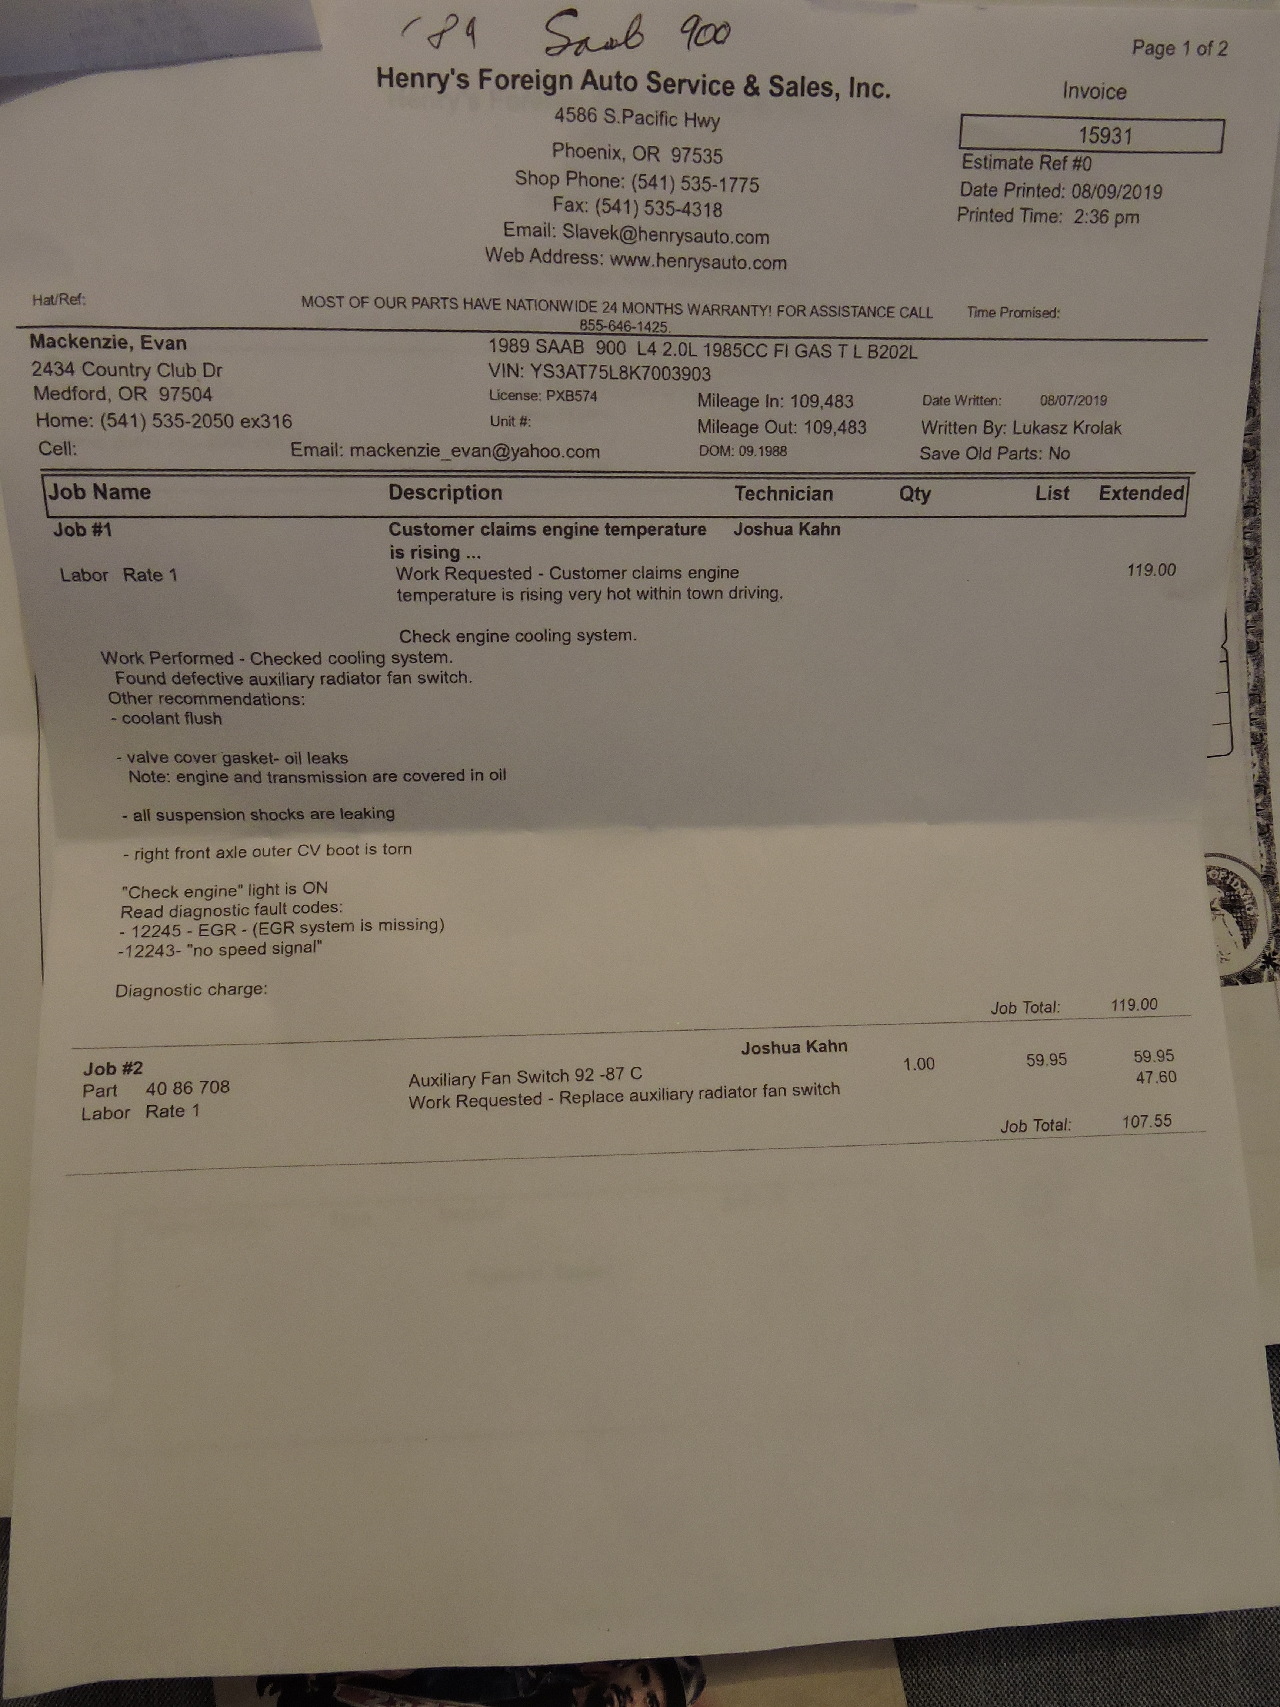 '89 Saab 900
Page 1 of 2
Henry's Foreign Auto Service & Sales, Inc.
Invoice
4586 S.Pacific Hwy
15931
Phoenix, OR 97535
Estimate Ref #0
Shop Phone: (541) 535-1775
Date Printed: 08/09/2019
Fax: (541) 535-4318
Printed Time: 2:36 pm
Email: Slavek@henrysauto.com
Web Address: www.henrysauto.com
Hat/Ref:
MOST OF OUR PARTS HAVE NATIONWIDE 24 MONTHS WARRANTY! FOR ASSISTANCE CALL
855-646-1425.
Time Promised:
Mackenzie, Evan
1989 SAAB 900 L4 2.0L 1985CC FI GAS T L B202L
2434 Country Club Dr
VIN: YS3AT75L8K7003903
Medford, OR 97504
License: PXB574 Mileage In: 109,483 Date Written: 08/07/2019
Home: (541) 535-2050 ex316
Unit #: Mileage Out: 109,483 Written By: Lukasz Krolak
Cell: Email: mackenzie_evan@yahoo.com DOM: 09.1988 Save Old Parts: No
Job Name Description Technician Qty List Extended
Job #1 Customer claims engine temperature Joshua Kahn
is rising ...
Labor Rate 1 Work Requested - Customer claims engine 119.00
temperature is rising very hot within town driving.
Check engine cooling system.
Work Performed - Checked cooling system.
Found defective auxiliary radiator fan switch.
Other recommendations:
- coolant flush
- valve cover gasket- oil leaks
Note: engine and transmission are covered in oil
- all suspension shocks are leaking
- right front axle outer CV boot is torn
"Check engine" light is ON
Read diagnostic fault codes:
- 12245 - EGR - (EGR system is missing)
-12243- "no speed signal"
Diagnostic charge:
Job Total: 119.00
Job #2 Joshua Kahn
Part 40 86 708 Auxiliary Fan Switch 92 -87 C 1.00 59.95 59.95
Labor Rate 1 Work Requested - Replace auxiliary radiator fan switch 47.60
Job Total: 107.55